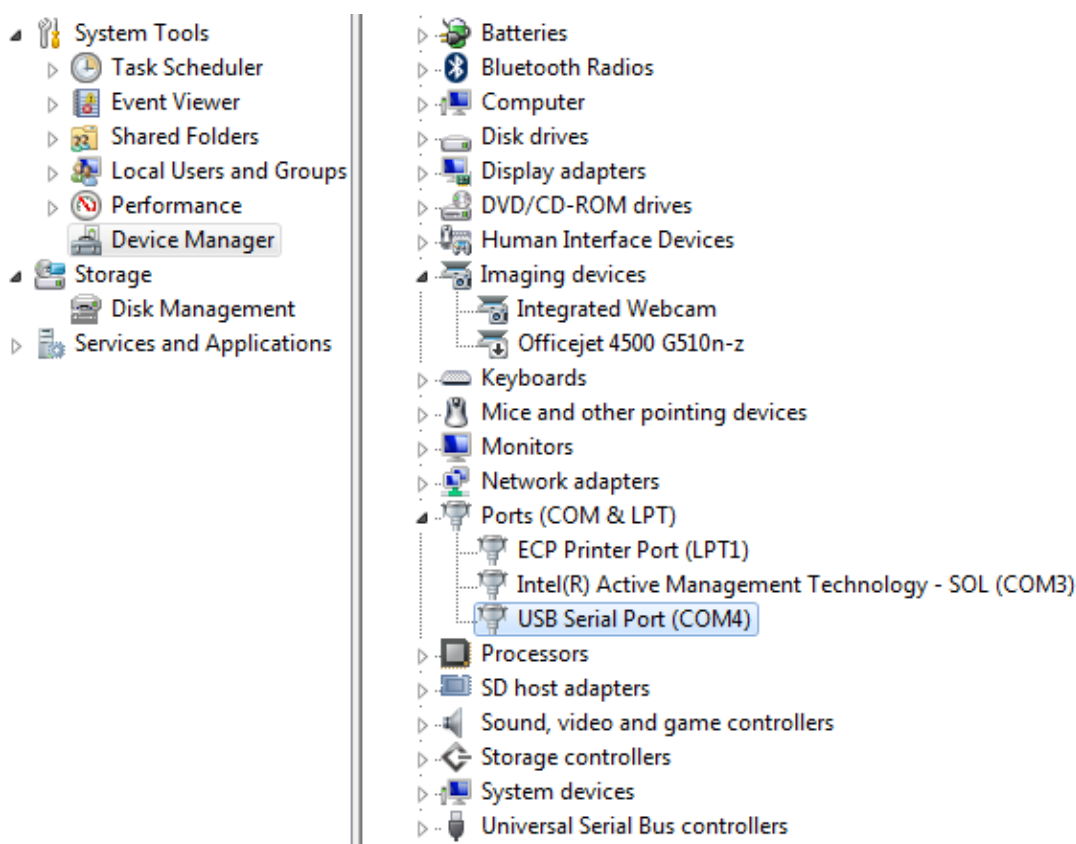 System Tools
Task Scheduler
Event Viewer
Shared Folders
Local Users and Groups
Performance
Device Manager
Storage
Disk Management
Services and Applications
Batteries
Bluetooth Radios
Computer
Disk drives
Display adapters
DVD/CD-ROM drives
Human Interface Devices
Imaging devices
Integrated Webcam
Officejet 4500 G510n-z
Keyboards
Mice and other pointing devices
Monitors
Network adapters
Ports (COM & LPT)
ECP Printer Port (LPT1)
Intel(R) Active Management Technology - SOL (COM3)
USB Serial Port (COM4)
Processors
SD host adapters
Sound, video and game controllers
Storage controllers
System devices
Universal Serial Bus controllers